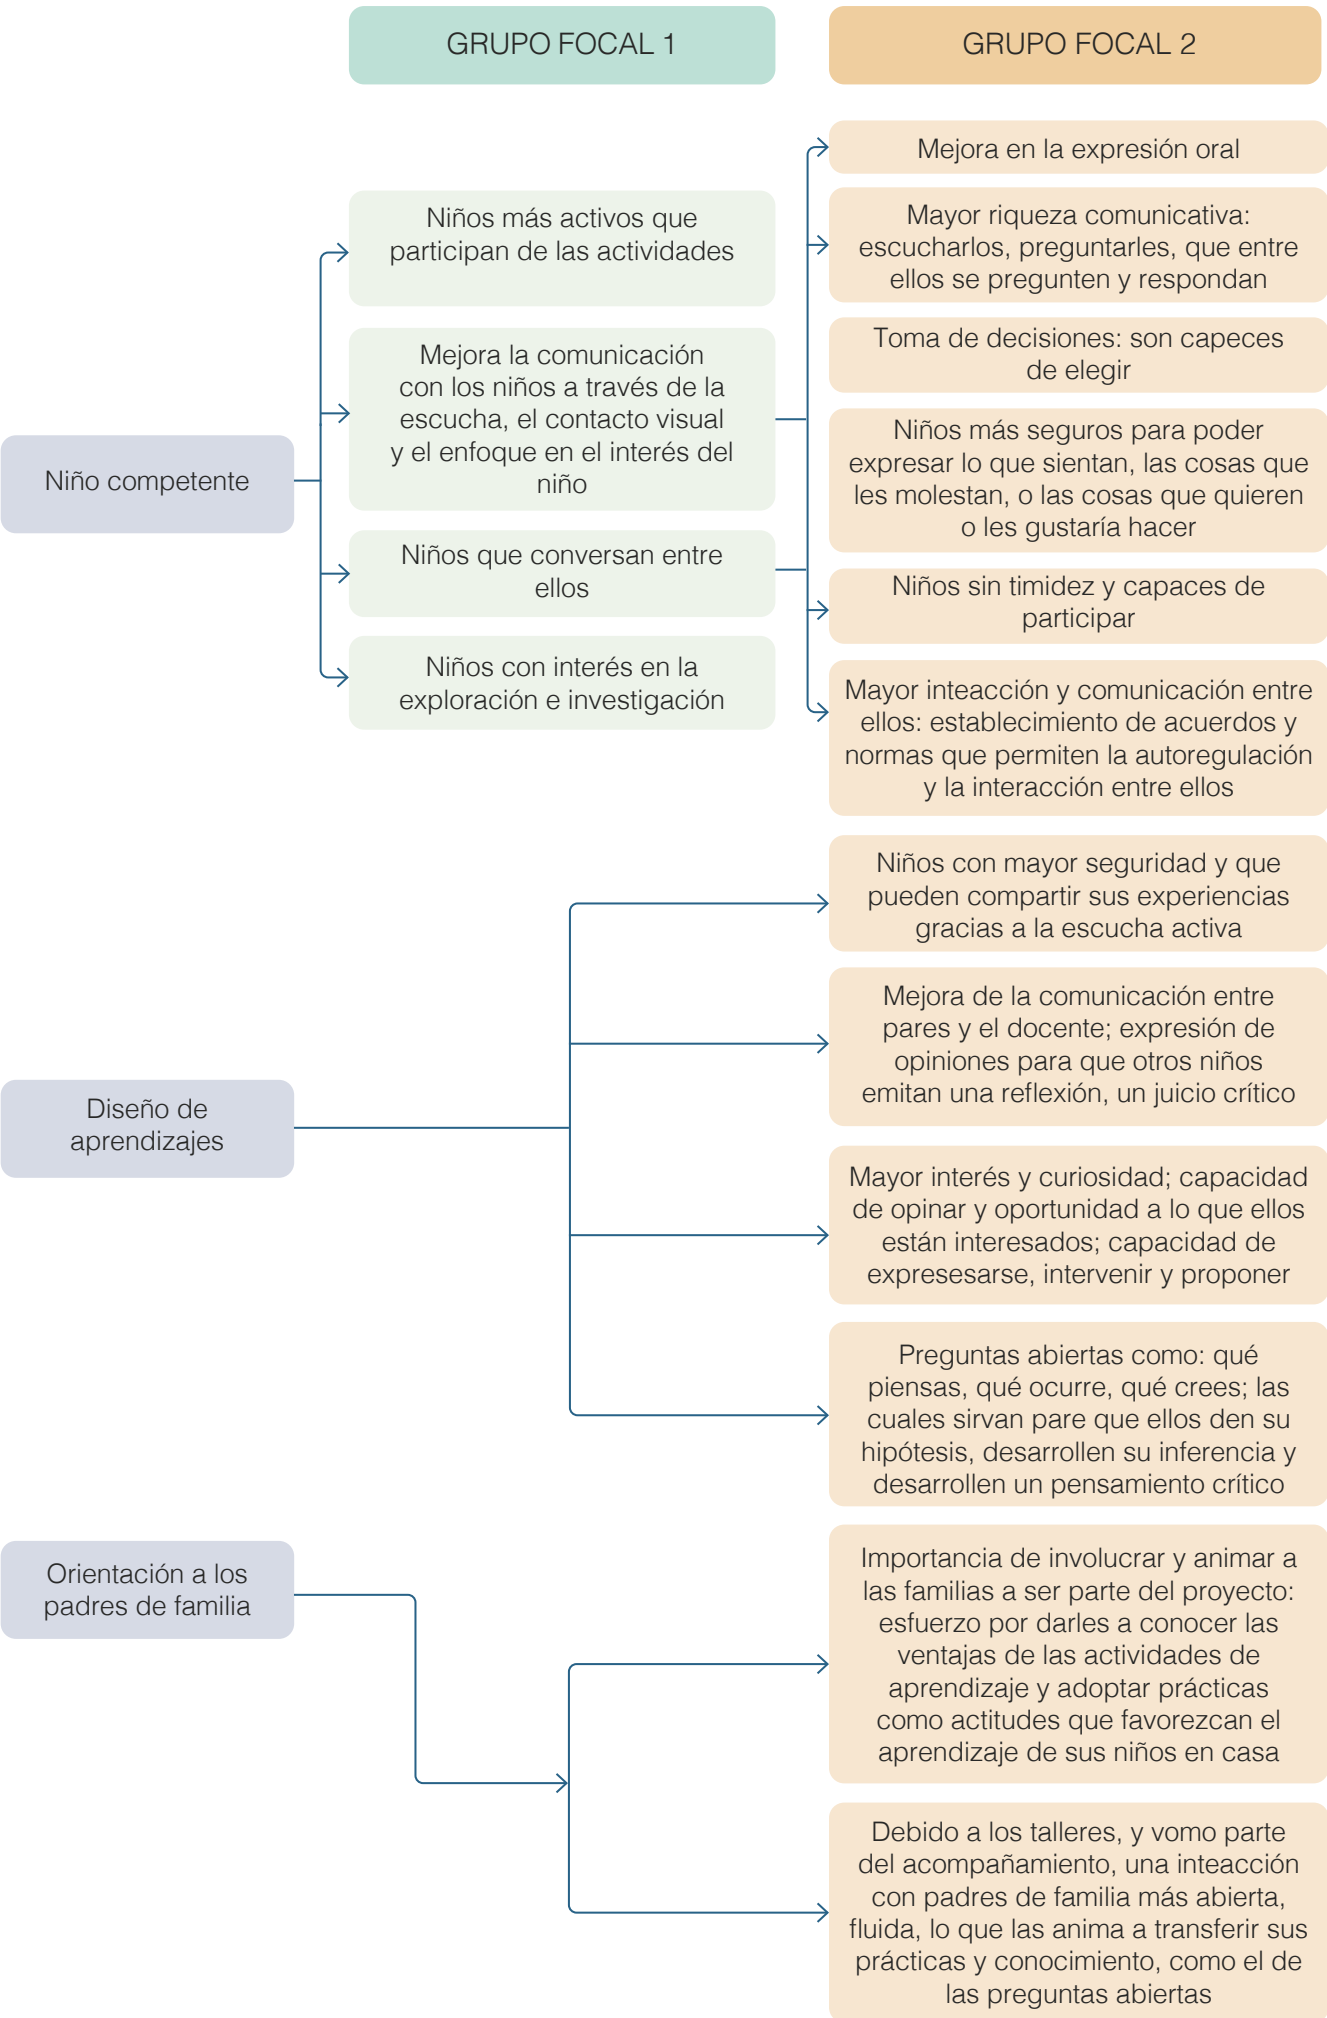 GRUPO FOCAL 1
GRUPO FOCAL 2
Niño competente
Niños más activos que
participan de las actividades
Mejora la comunicación
con los niños a través de la
escucha, el contacto visual
y el enfoque en el interés del
niño
Niños que conversan entre
ellos
Niños con interés en la
exploración e investigación
Mejora en la expresión oral
Mayor riqueza comunicativa:
escucharlos, preguntarles, que entre
ellos se pregunten y respondan
Toma de decisiones: son capeces
de elegir
Niños más seguros para poder
expresar lo que sientan, las cosas que
les molestan, o las cosas que quieren
o les gustaría hacer
Niños sin timidez y capaces de
participar
Mayor inteacción y comunicación entre
ellos: establecimiento de acuerdos y
normas que permiten la autoregulación
y la interacción entre ellos
Diseño de
aprendizajes
Niños con mayor seguridad y que
pueden compartir sus experiencias
gracias a la escucha activa
Mejora de la comunicación entre
pares y el docente; expresión de
opiniones para que otros niños
emitan una reflexión, un juicio crítico
Mayor interés y curiosidad; capacidad
de opinar y oportunidad a lo que ellos
están interesados; capacidad de
expresesarse, intervenir y proponer
Preguntas abiertas como: qué
piensas, qué ocurre, qué crees; las
cuales sirvan pare que ellos den su
hipótesis, desarrollen su inferencia y
desarrollen un pensamiento crítico
Orientación a los
padres de familia
Importancia de involucrar y animar a
las familias a ser parte del proyecto:
esfuerzo por darles a conocer las
ventajas de las actividades de
aprendizaje y adoptar prácticas
como actitudes que favorezcan el
aprendizaje de sus niños en casa
Debido a los talleres, y vomo parte
del acompañamiento, una inteacción
con padres de familia más abierta,
fluida, lo que las anima a transferir sus
prácticas y conocimiento, como el de
las preguntas abiertas